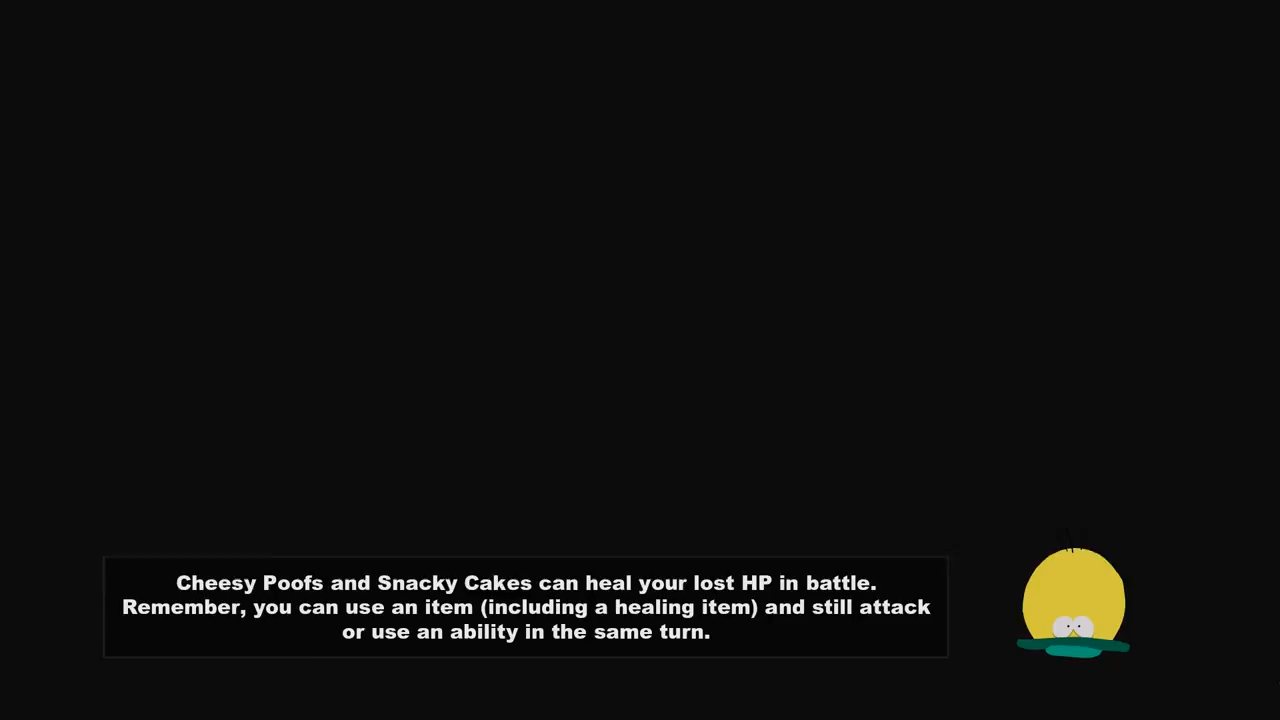 Cheesy Poofs and Snacky Cakes can heal your lost HP in battle.
Remember, you can use an item (including a healing item) and still attack
or use an ability in the same turn.